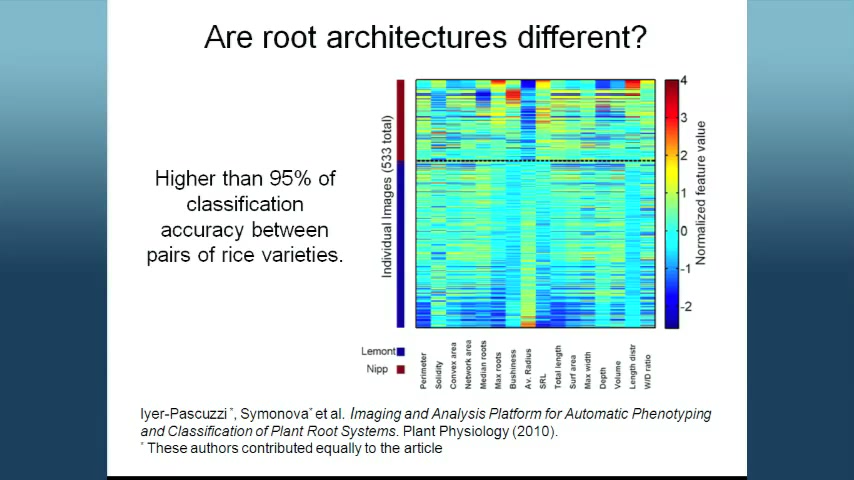 Are root architectures different?
Higher than 95% of
classification
accuracy between
pairs of rice varieties.
Individual Images (533 total)
4
3
2
1
0
-1
-2
Normalized feature value
Lemont
Nipp
Perimeter
Solidity
Convex area
Network area
Median roots
Max roots
Bushiness
Av. Radius
SRL
Total length
Surf area
Max width
Depth
Volume
Length distr
W/D ratio
Iyer-Pascuzzi*, Symonova* et al. Imaging and Analysis Platform for Automatic Phenotyping
and Classification of Plant Root Systems. Plant Physiology (2010).
* These authors contributed equally to the article